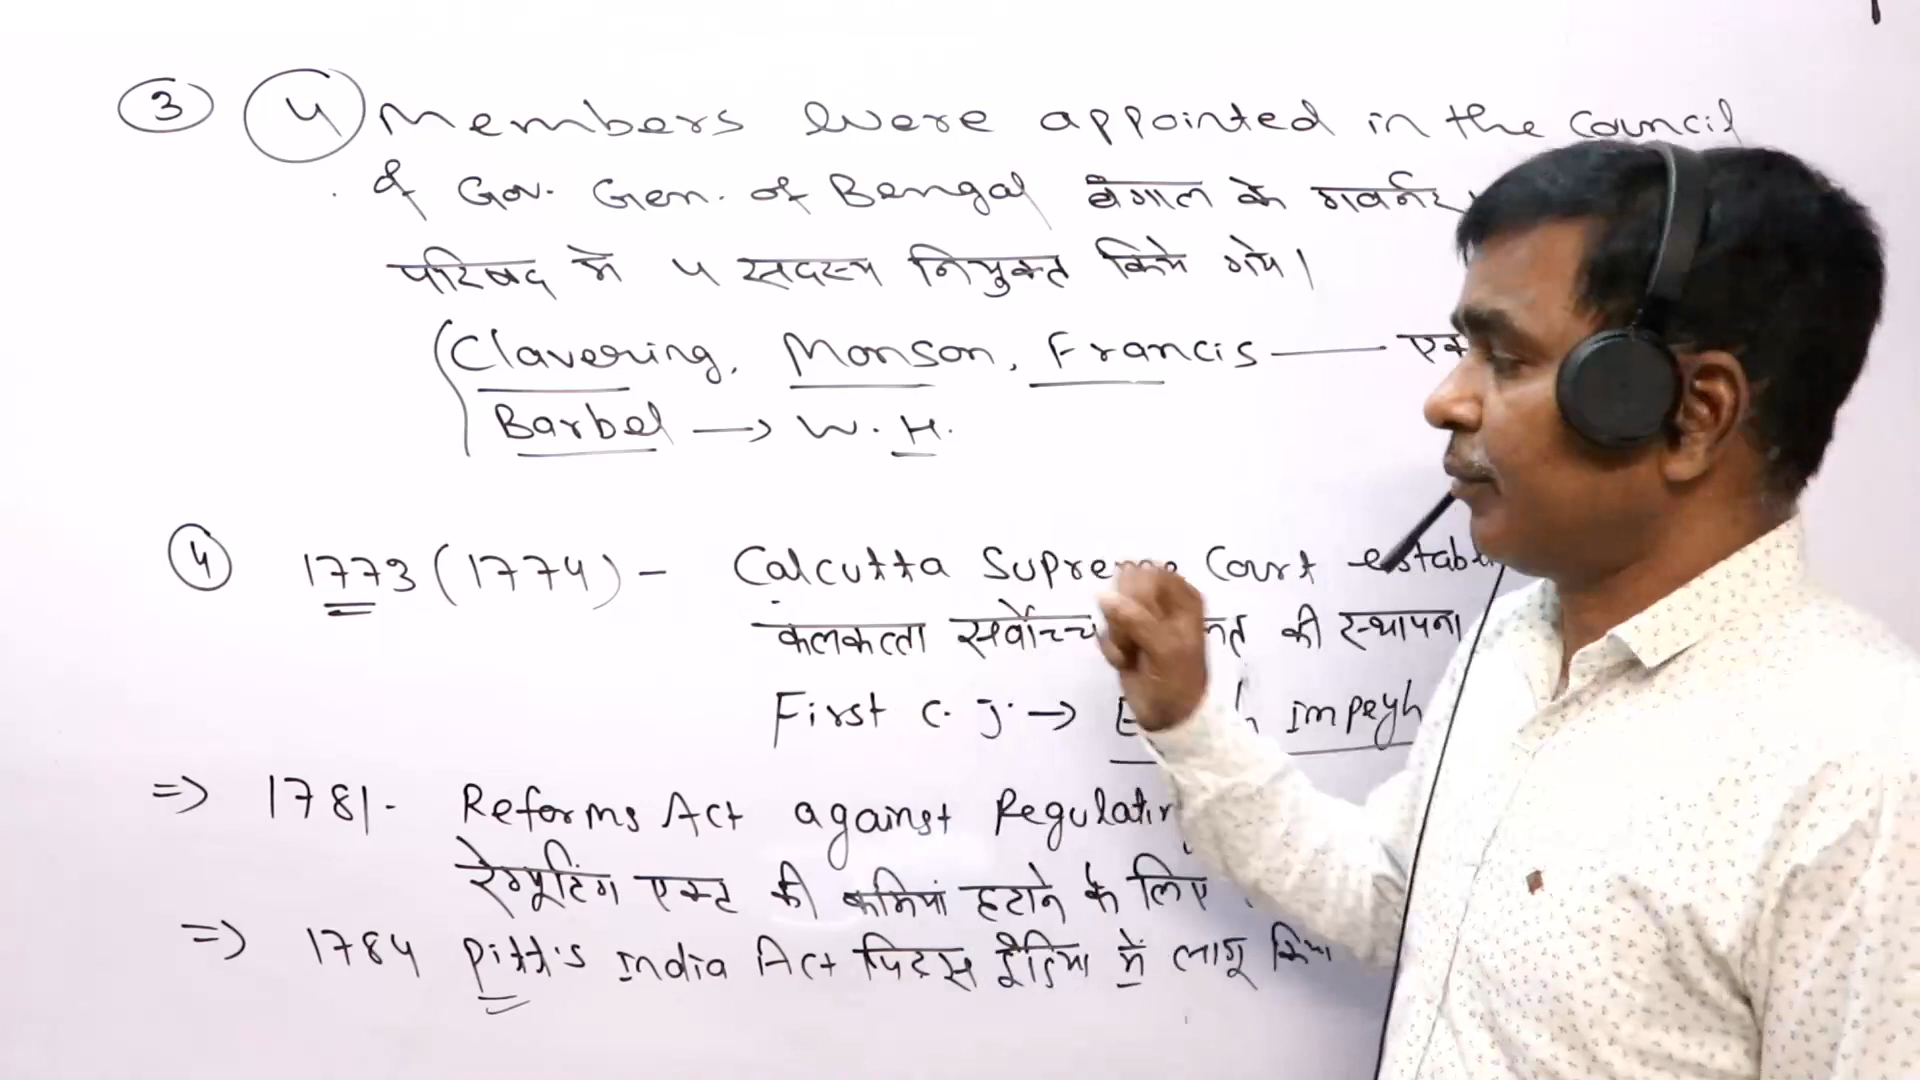 ③ 4 Members were appointed in the Council
of Gov. Gen. of Bengal बंगाल के गवर्नर
परिषद में 4 सदस्य नियुक्त किये गये।
Clavering, Monson, Francis —
Barbel → W. H.
④ 1773 (1774) - Calcutta Supreme Court
कलकत्ता की स्थापना
First C. J. → Impeyh
⇒ 1781- Reforms Act against
एक्ट की कमियां हटाने के लिए
⇒ 1784 Pitt's India Act पिटस इंडिया में लागू किया